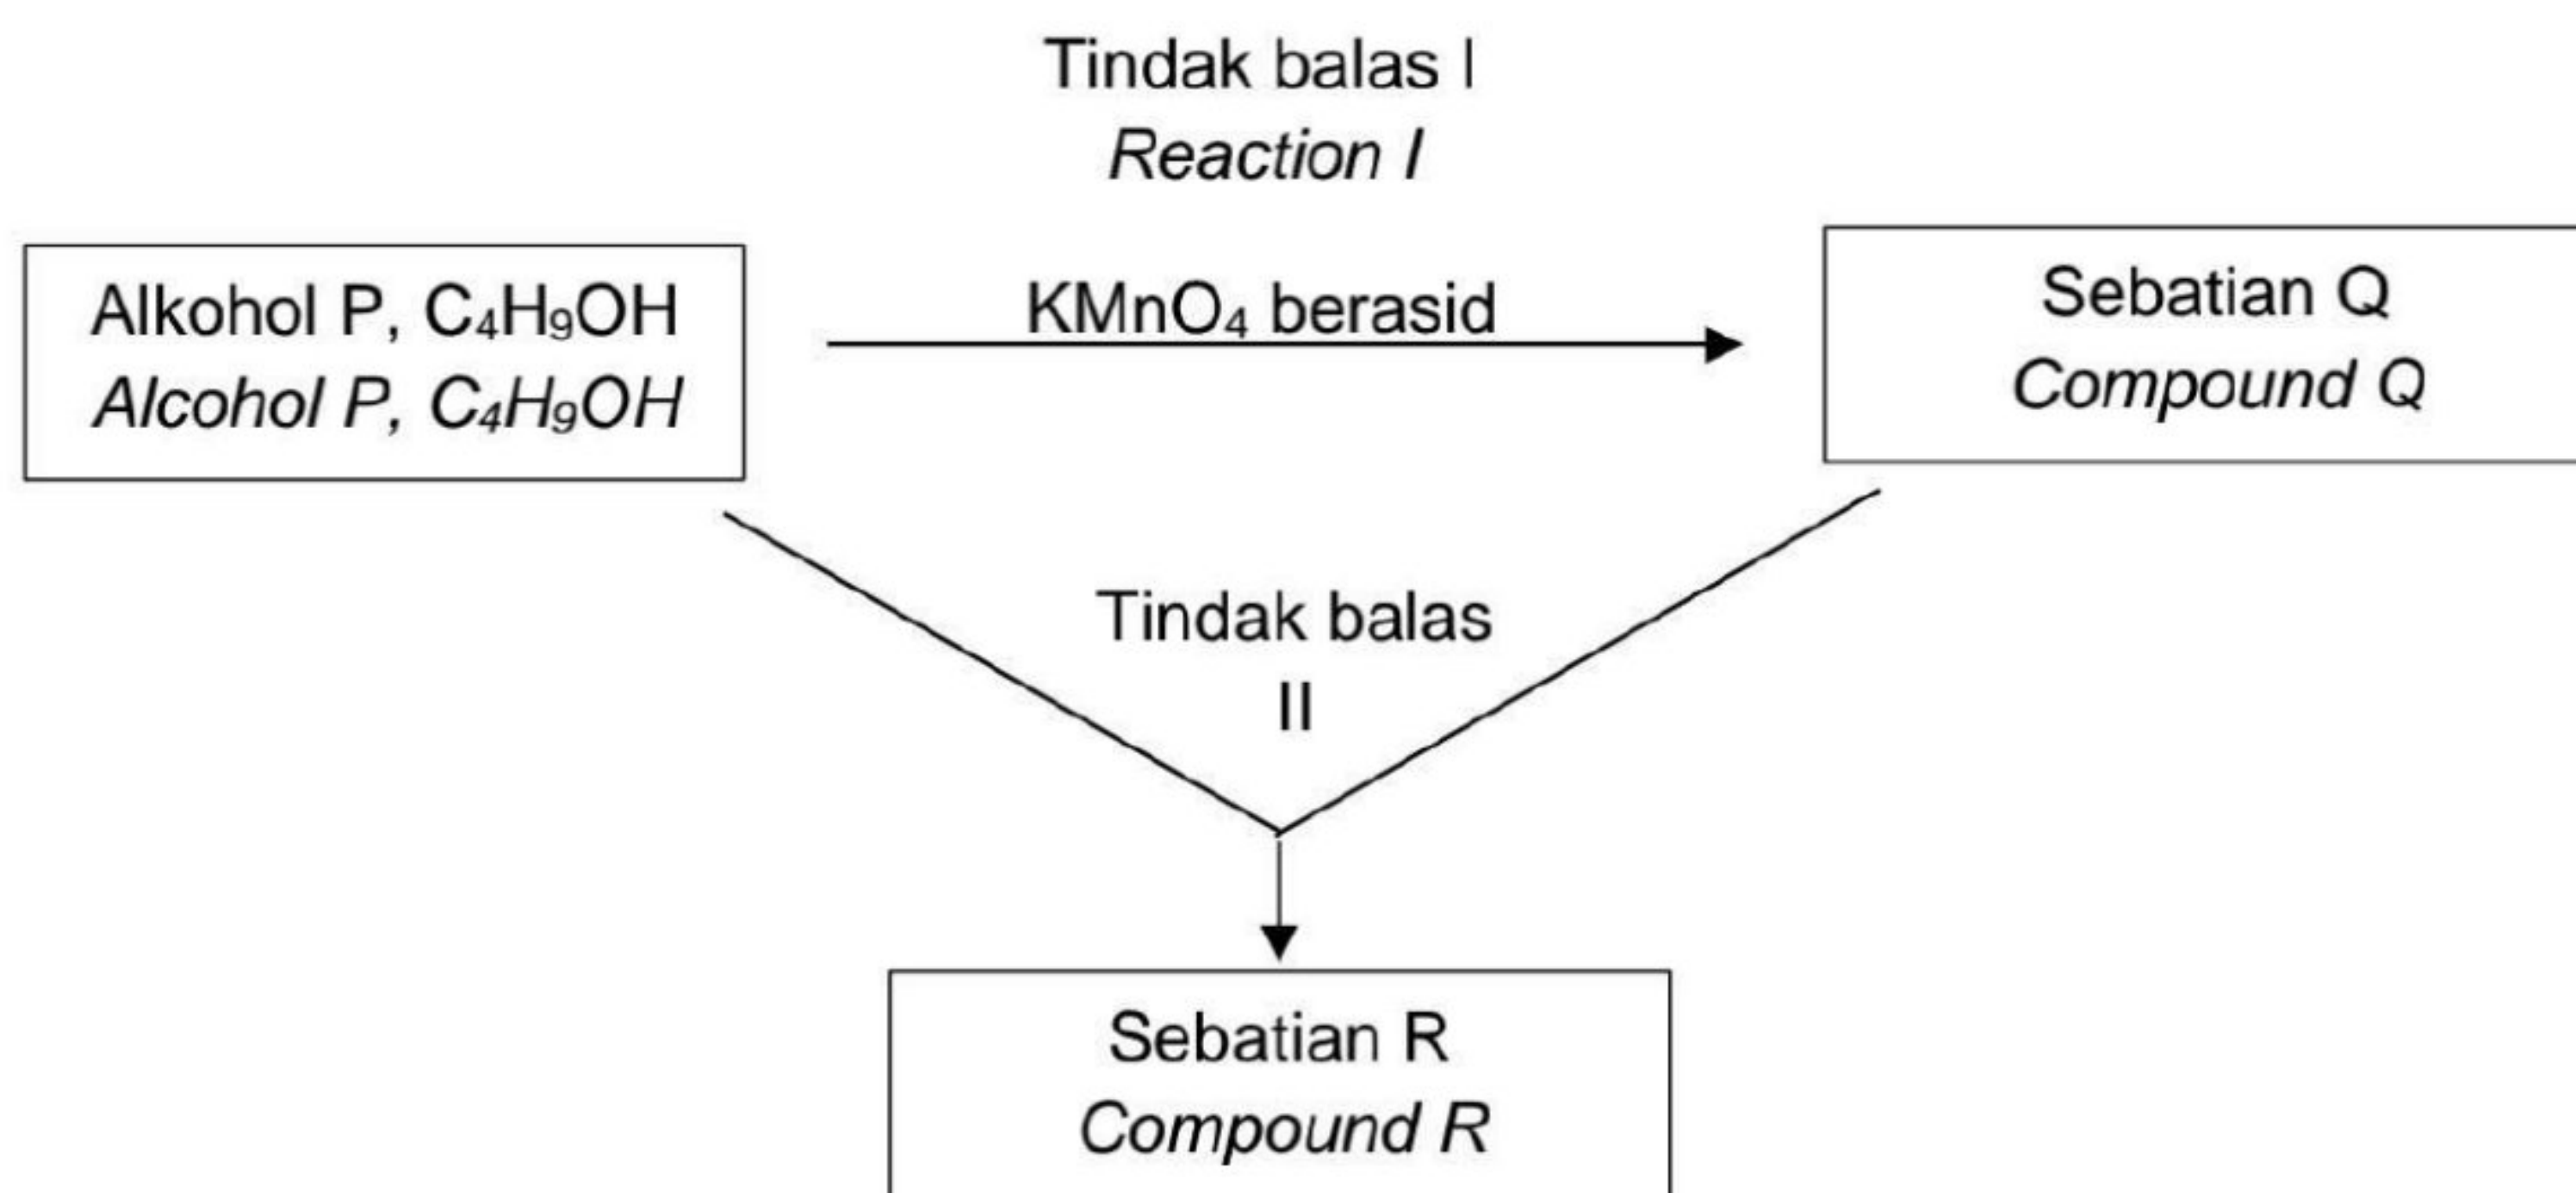 Tindak balas I
Reaction I
Alkohol P, C₄H₉OH
Alcohol P, C₄H₉OH
KMnO₄ berasid
Sebatian Q
Compound Q
Tindak balas
II
Sebatian R
Compound R